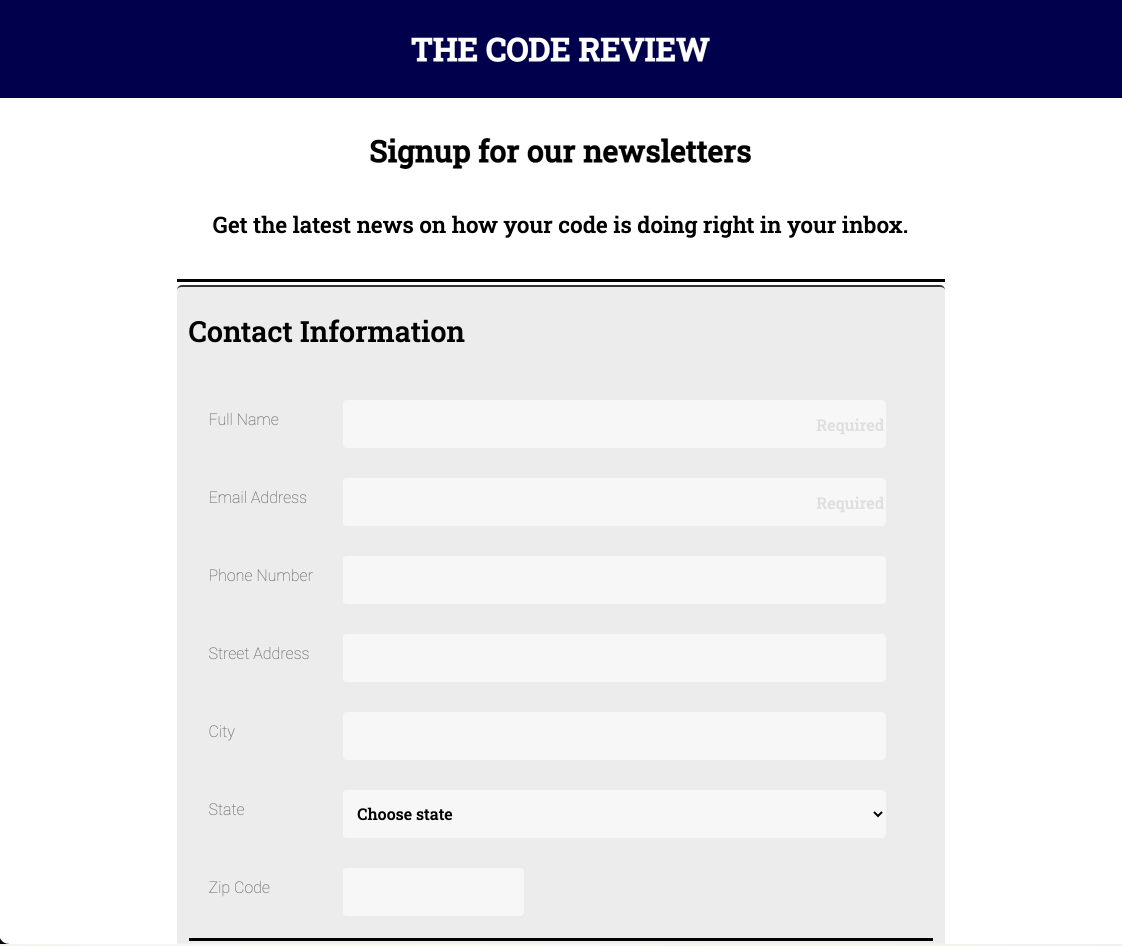 THE CODE REVIEW
Signup for our newsletters
Get the latest news on how your code is doing right in your inbox.
Contact Information
Full Name
Required
Email Address
Required
Phone Number
Street Address
City
State
Choose state
Zip Code